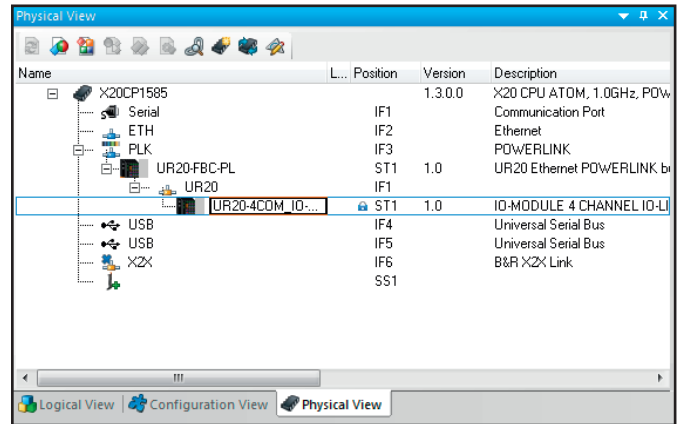 Physical View
Name L... Position Version Description
X20CP1585 1.3.0.0 X20 CPU ATOM, 1.0GHz, POW
Serial IF1 Communication Port
ETH IF2 Ethernet
PLK IF3 POWERLINK
UR20-FBC-PL ST1 1.0 UR20 Ethernet POWERLINK b
UR20 IF1
UR20-4COM_IO-... ST1 1.0 IO-MODULE 4 CHANNEL IO-LI
USB IF4 Universal Serial Bus
USB IF5 Universal Serial Bus
X2X IF6 B&R X2X Link
SS1
Logical View Configuration View Physical View